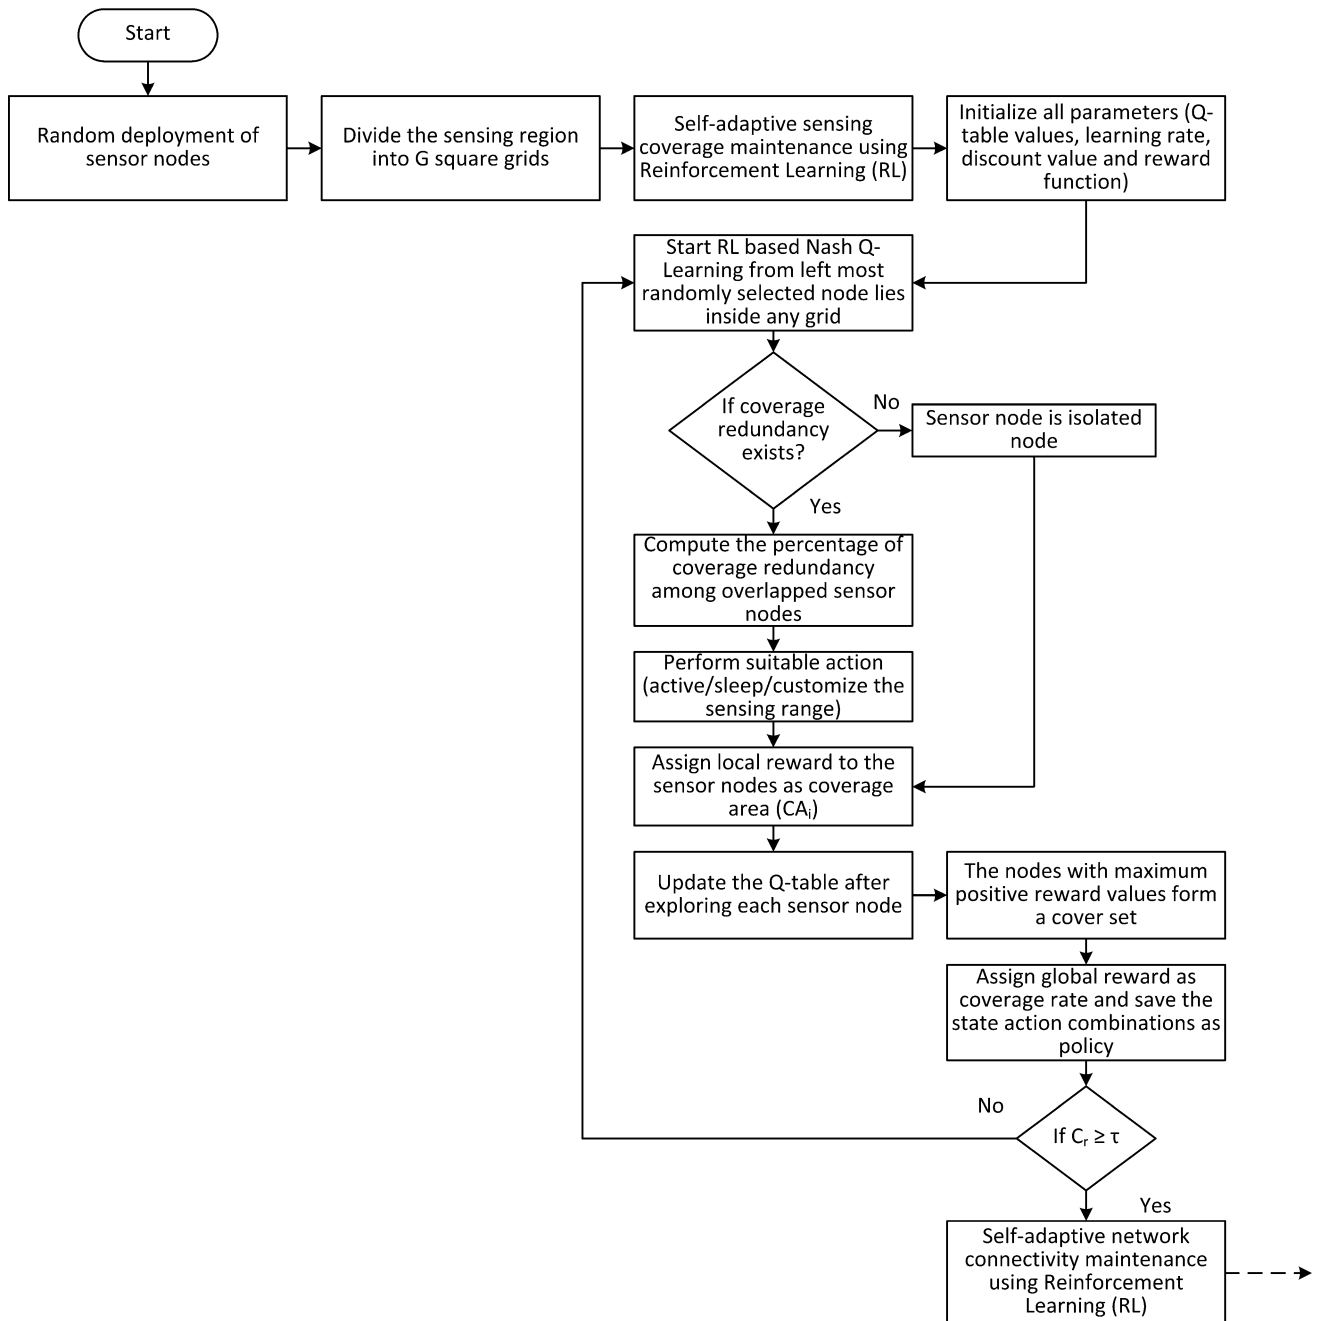 Start
Random deployment of
sensor nodes
Divide the sensing region
into G square grids
Self-adaptive sensing
coverage maintenance using
Reinforcement Learning (RL)
Initialize all parameters (Q-
table values, learning rate,
discount value and reward
function)
Start RL based Nash Q-
Learning from left most
randomly selected node lies
inside any grid
If coverage
redundancy
exists?
No
Sensor node is isolated
node
Yes
Compute the percentage of
coverage redundancy
among overlapped sensor
nodes
Perform suitable action
(active/sleep/customize the
sensing range)
Assign local reward to the
sensor nodes as coverage
area (CAᵢ)
Update the Q-table after
exploring each sensor node
The nodes with maximum
positive reward values form
a cover set
Assign global reward as
coverage rate and save the
state action combinations as
policy
No
If Cᵣ ≥ τ
Yes
Self-adaptive network
connectivity maintenance
using Reinforcement
Learning (RL)